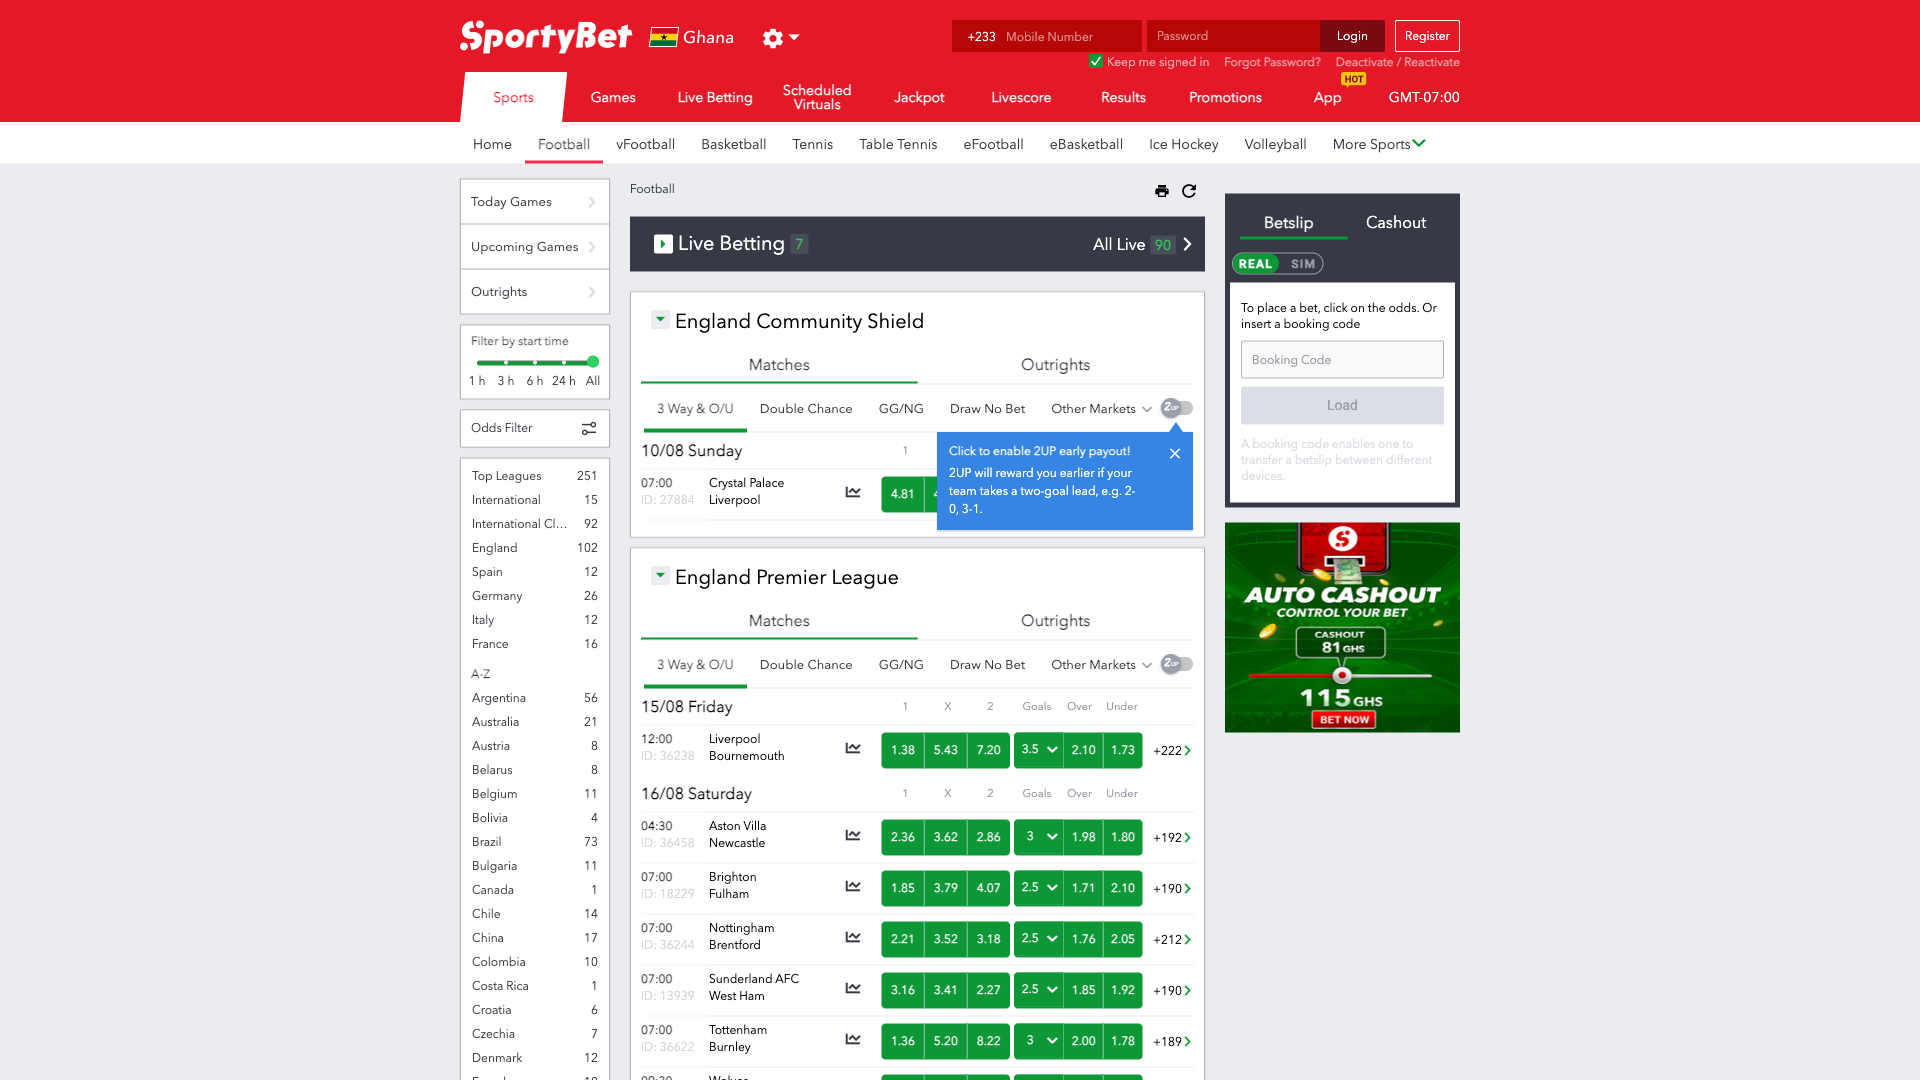 SportyBet
Ghana
+233 Mobile Number
Password
Login
Register
Keep me signed in
Forgot Password?
Deactivate / Reactivate
HOT
Sports
Games
Live Betting
Scheduled Virtuals
Jackpot
Livescore
Results
Promotions
App
GMT-07:00
Home
Football
vFootball
Basketball
Tennis
Table Tennis
eFootball
eBasketball
Ice Hockey
Volleyball
More Sports
Today Games
Upcoming Games
Outrights
Filter by start time
1 h 3 h 6 h 24 h All
Odds Filter
Top Leagues 251
International 15
International Cl... 92
England 102
Spain 12
Germany 26
Italy 12
France 16
A-Z
Argentina 56
Australia 21
Austria 8
Belarus 8
Belgium 11
Bolivia 4
Brazil 73
Bulgaria 11
Canada 1
Chile 14
China 17
Colombia 10
Costa Rica 1
Croatia 6
Czechia 7
Denmark 12
Football
Live Betting 7
All Live 90
England Community Shield
Matches
Outrights
3 Way & O/U
Double Chance
GG/NG
Draw No Bet
Other Markets
2UP
10/08 Sunday 1
07:00 Crystal Palace
ID: 27884 Liverpool
4.81
Click to enable 2UP early payout!
2UP will reward you earlier if your
team takes a two-goal lead, e.g. 2-
0, 3-1.
England Premier League
Matches
Outrights
3 Way & O/U
Double Chance
GG/NG
Draw No Bet
Other Markets
2UP
15/08 Friday 1 X 2 Goals Over Under
12:00 Liverpool
ID: 36238 Bournemouth
1.38 5.43 7.20 3.5 2.10 1.73 +222
16/08 Saturday 1 X 2 Goals Over Under
04:30 Aston Villa
ID: 36458 Newcastle
2.36 3.62 2.86 3 1.98 1.80 +192
07:00 Brighton
ID: 18229 Fulham
1.85 3.79 4.07 2.5 1.71 2.10 +190
07:00 Nottingham
ID: 36244 Brentford
2.21 3.52 3.18 2.5 1.76 2.05 +212
07:00 Sunderland AFC
ID: 13939 West Ham
3.16 3.41 2.27 2.5 1.85 1.92 +190
07:00 Tottenham
ID: 36622 Burnley
1.36 5.20 8.22 3 2.00 1.78 +189
Betslip
Cashout
REAL SIM
To place a bet, click on the odds. Or
insert a booking code
Booking Code
Load
A booking code enables one to
transfer a betslip between different
devices.
AUTO CASHOUT
CONTROL YOUR BET
CASHOUT
81 GHS
115 GHS
BET NOW